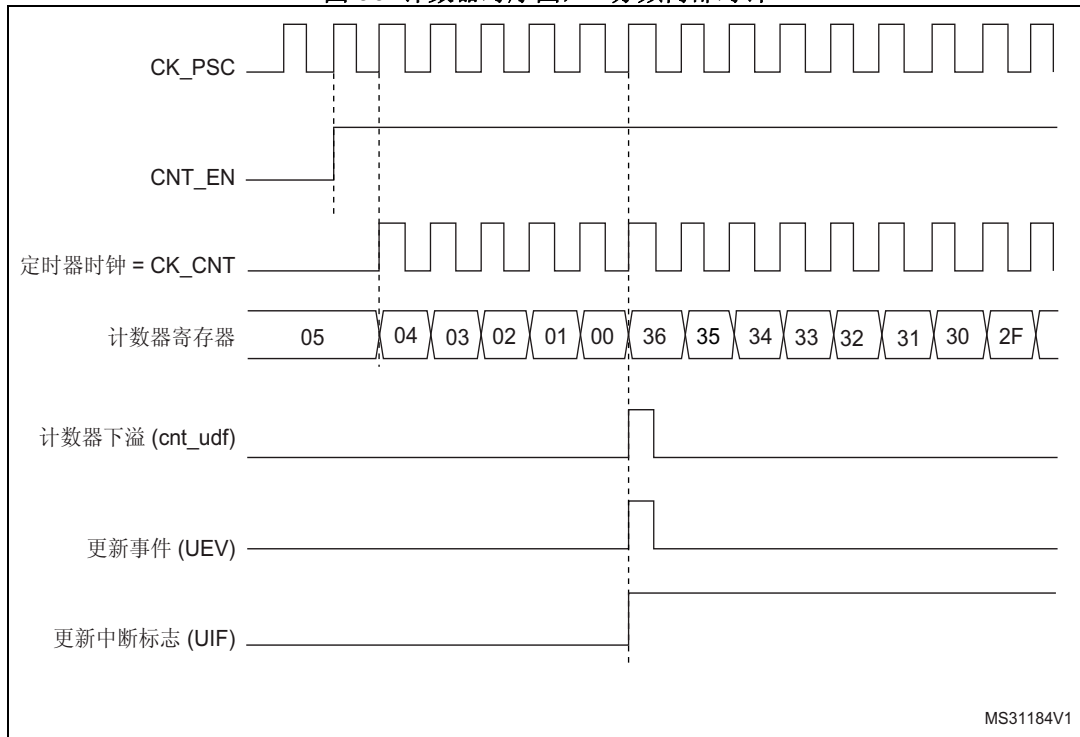 CK_PSC
CNT_EN
定时器时钟 = CK_CNT
计数器寄存器 05 04 03 02 01 00 36 35 34 33 32 31 30 2F
计数器下溢 (cnt_udf)
更新事件 (UEV)
更新中断标志 (UIF)
MS31184V1